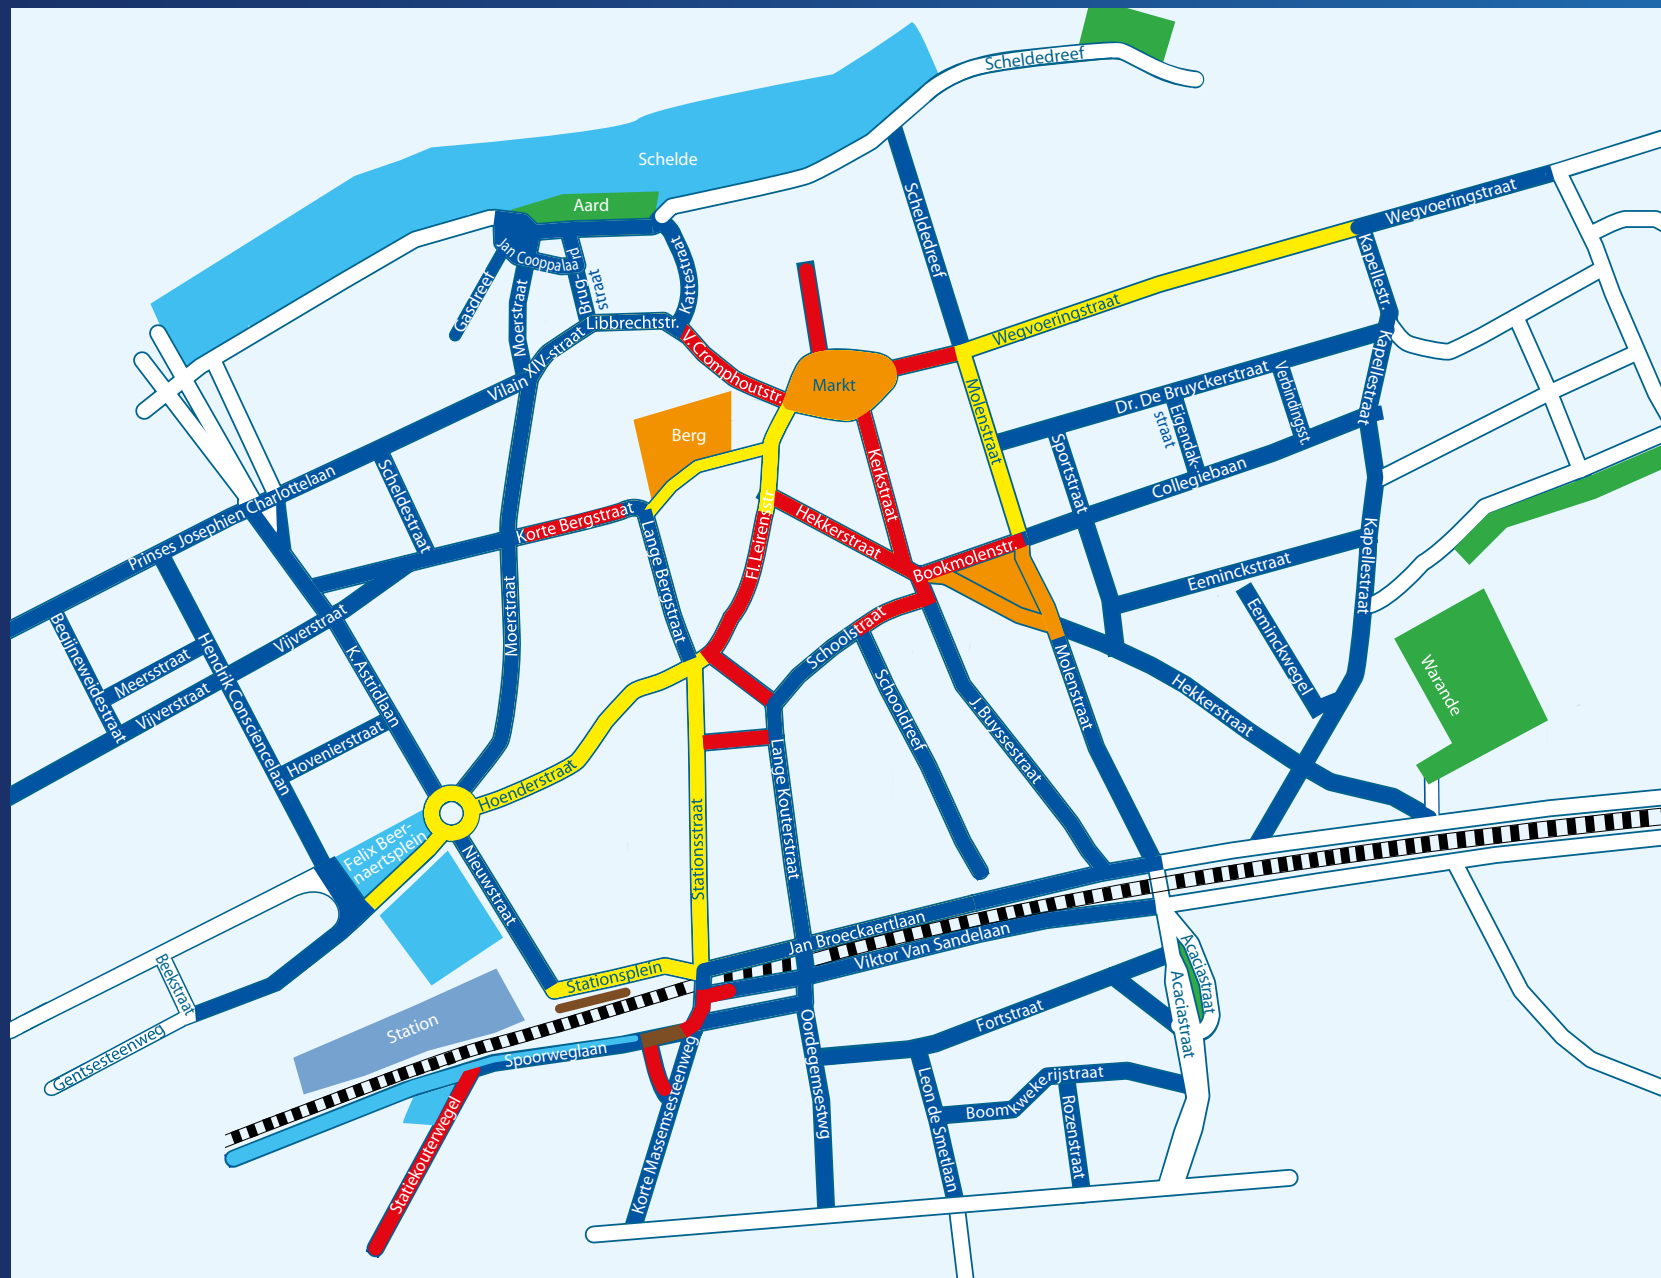 Scheldedreef
Schelde
Aard
Scheldedreef
Wegvoeringstraat
Jan Cooppalaa
Brug-
straat
Kattestraat
Kapellestr.
Gasdreef
Moerstraat
Libbrechtstr.
Wegvoeringstraat
V. Cromphoutstr.
Vilain XIV-straat
Markt
Molenstraat
Dr. De Bruyckerstraat
Verbindingsst
Kapellestraat
Eigendak-
straat
Berg
Sportstraat
Collegiebaan
Kerkstraat
Prinses Josephien Charlottelaan
Scheldestraat
Korte Bergstraat
Fl. Leirensstr
Hekkerstraat
Bookmolenstr.
Lange Bergstraat
Kapellestraat
Eeminckstraat
Eeminckwegel
Moerstraat
Vijverstraat
Begijneweidestraat
Meersstraat
Hendrik Consciencelaan
K. Astridlaan
Schoolstraat
Molenstraat
Hekkerstraat
Warande
Vijverstraat
Hovenierstraat
Schooldreef
J. Buyssestraat
Hoenderstraat
Lange Kouterstraat
Stationsstraat
Felix Beer-
naertsplein
Nieuwstraat
Jan Broeckaertlaan
Viktor Van Sandelaan
Stationsplein
Beekstraat
Acaciastraat
Acaciastraat
Station
Fortstraat
Gentsesteenweg
Spoorweglaan
Oordegemsestwg
Leon de Smetlaan
Boomkwekerijstraat
Rozenstraat
Statiekouterwegel
Korte Massemsesteenweg